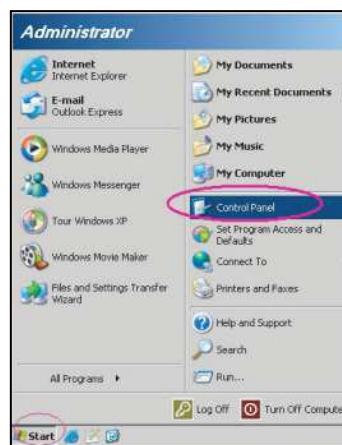 Administrator
Internet
Internet Explorer
E-mail
Outlook Express
Windows Media Player
Windows Messenger
Tour Windows XP
Windows Movie Maker
Files and Settings Transfer
Wizard
All Programs
My Documents
My Recent Documents
My Pictures
My Music
My Computer
Control Panel
Set Program Access and
Defaults
Connect To
Printers and Faxes
Help and Support
Search
Run...
Log Off
Turn Off Compute
Start